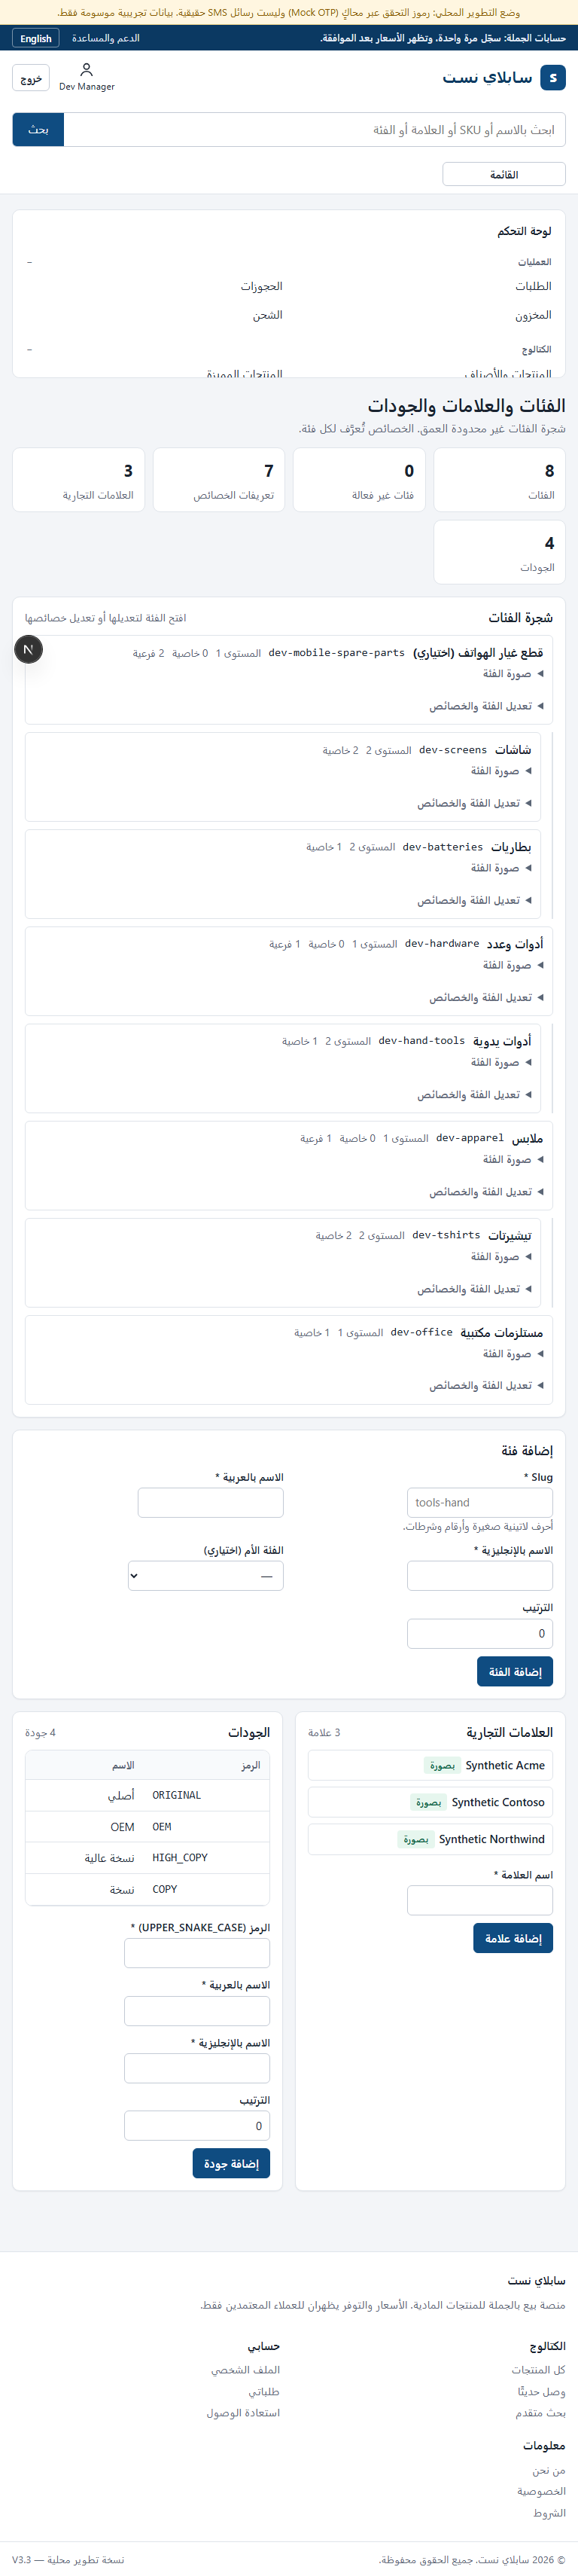 وضع التطوير المحلي: رموز التحقق عبر محاكٍ (Mock OTP) وليست رسائل SMS حقيقية. بيانات تجريبية موسومة فقط.
حسابات الجملة: سجّل مرة واحدة، وتظهر الأسعار بعد الموافقة.
الدعم والمساعدة
English
S
سابلاي نست
Dev Manager
خروج
ابحث بالاسم أو SKU أو العلامة أو الفئة
بحث
القائمة
لوحة التحكم
العمليات –
الطلبات الحجوزات
المخزون الشحن
الكتالوج –
المنتجات والأصناف المنتجات المميزة
الفئات والعلامات والجودات
شجرة الفئات غير محدودة العمق. الخصائص تُعرَّف لكل فئة.
8 0 7 3
الفئات فئات غير فعالة تعريفات الخصائص العلامات التجارية
4
الجودات
شجرة الفئات
افتح الفئة لتعديلها أو تعديل خصائصها
N
قطع غيار الهواتف (اختياري) dev-mobile-spare-parts المستوى 1 0 خاصية 2 فرعية
صورة الفئة
تعديل الفئة والخصائص
شاشات dev-screens المستوى 2 2 خاصية
صورة الفئة
تعديل الفئة والخصائص
بطاريات dev-batteries المستوى 2 1 خاصية
صورة الفئة
تعديل الفئة والخصائص
أدوات وعدد dev-hardware المستوى 1 0 خاصية 1 فرعية
صورة الفئة
تعديل الفئة والخصائص
أدوات يدوية dev-hand-tools المستوى 2 1 خاصية
صورة الفئة
تعديل الفئة والخصائص
ملابس dev-apparel المستوى 1 0 خاصية 1 فرعية
صورة الفئة
تعديل الفئة والخصائص
تيشيرتات dev-tshirts المستوى 2 2 خاصية
صورة الفئة
تعديل الفئة والخصائص
مستلزمات مكتبية dev-office المستوى 1 1 خاصية
صورة الفئة
تعديل الفئة والخصائص
إضافة فئة
Slug * الاسم بالعربية *
tools-hand
أحرف لاتينية صغيرة وأرقام وشرطات.
الاسم بالإنجليزية * الفئة الأم (اختياري)
—
الترتيب
0
إضافة الفئة
العلامات التجارية 3 علامة
Synthetic Acme بصورة
Synthetic Contoso بصورة
Synthetic Northwind بصورة
اسم العلامة *
إضافة علامة
الجودات 4 جودة
الرمز الاسم
ORIGINAL أصلي
OEM OEM
HIGH_COPY نسخة عالية
COPY نسخة
الرمز (UPPER_SNAKE_CASE) *
الاسم بالعربية *
الاسم بالإنجليزية *
الترتيب
0
إضافة جودة
سابلاي نست
منصة بيع بالجملة للمنتجات المادية. الأسعار والتوفر يظهران للعملاء المعتمدين فقط.
الكتالوج
كل المنتجات
وصل حديثًا
بحث متقدم
حسابي
الملف الشخصي
طلباتي
استعادة الوصول
معلومات
من نحن
الخصوصية
الشروط
© 2026 سابلاي نست. جميع الحقوق محفوظة.
نسخة تطوير محلية — V3.3